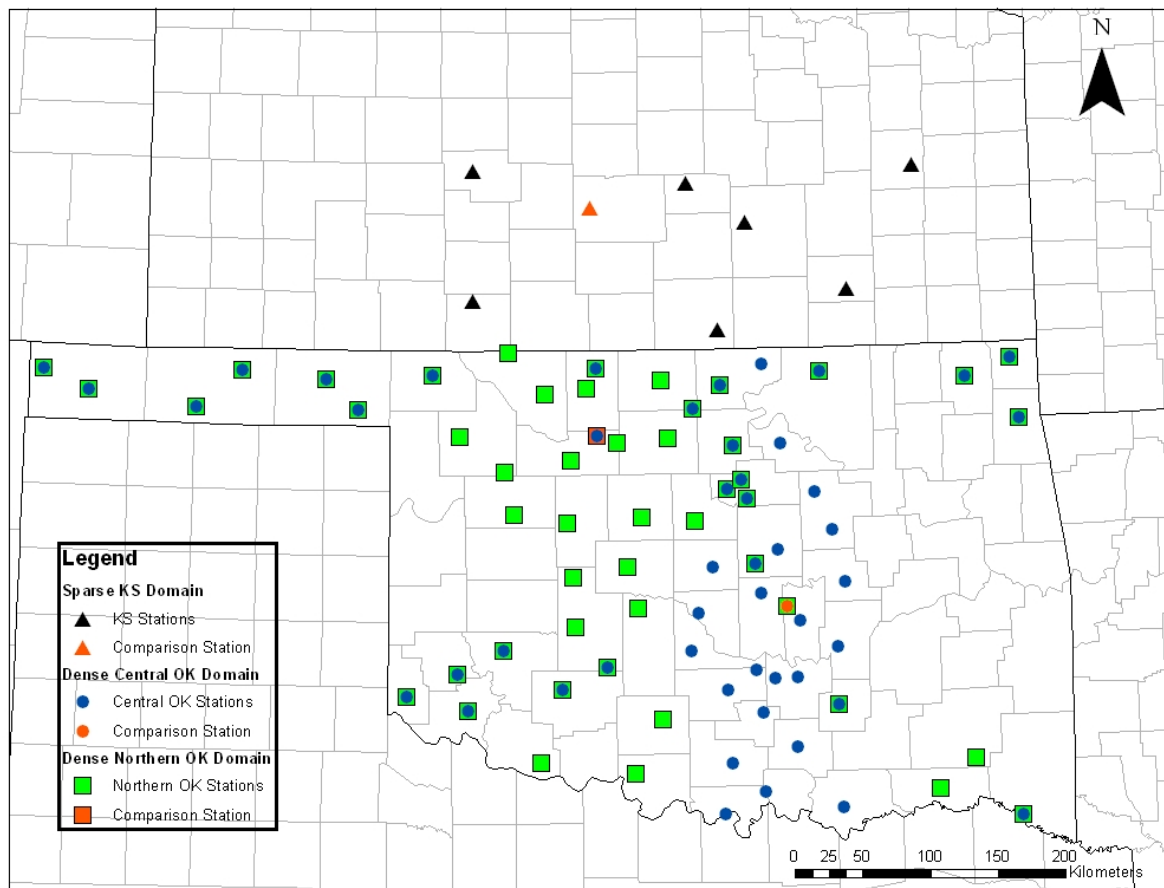 N
Legend
Sparse KS Domain
KS Stations
Comparison Station
Dense Central OK Domain
Central OK Stations
Comparison Station
Dense Northern OK Domain
Northern OK Stations
Comparison Station
0 25 50 100 150 200
Kilometers